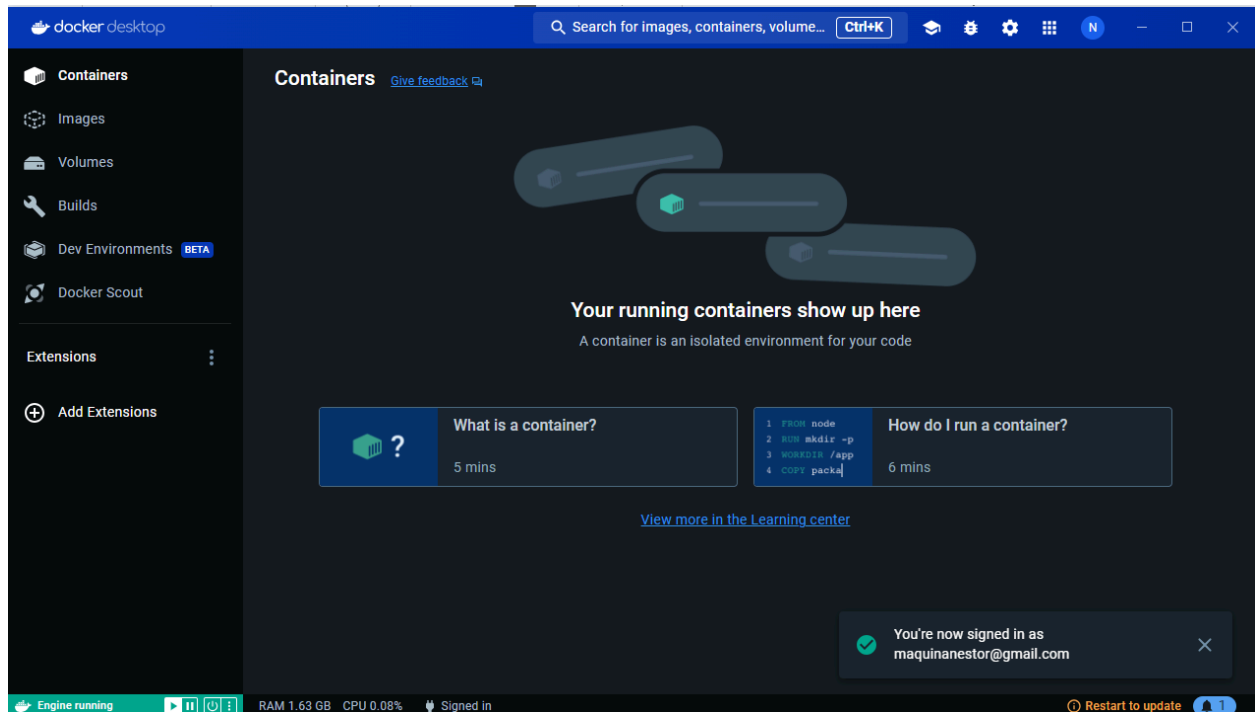 docker desktop
Search for images, containers, volume... Ctrl+K
N
Containers
Images
Volumes
Builds
Dev Environments BETA
Docker Scout
Extensions
Add Extensions
Containers Give feedback
Your running containers show up here
A container is an isolated environment for your code
?
What is a container?
5 mins
1 FROM node
2 RUN mkdir -p
3 WORKDIR /app
4 COPY packa
How do I run a container?
6 mins
View more in the Learning center
You're now signed in as
maquinanestor@gmail.com
Engine running
RAM 1.63 GB CPU 0.08% Signed in
Restart to update
1